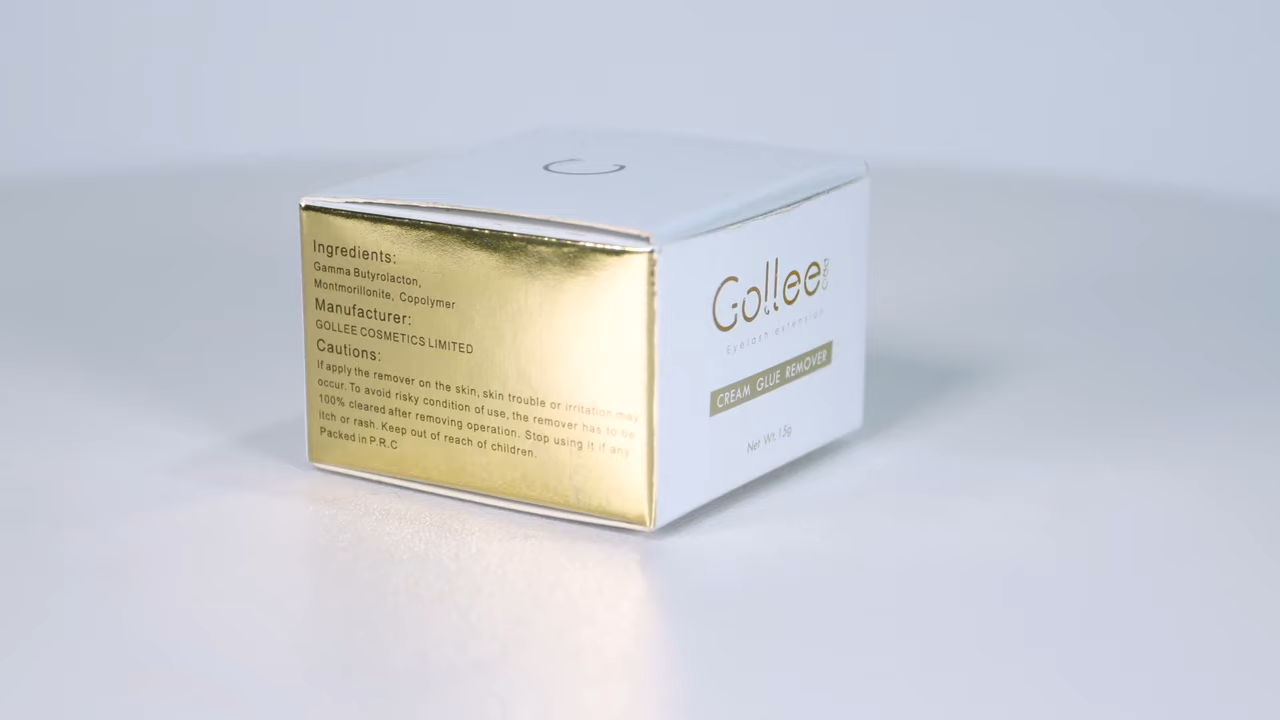 Ingredients:
Gamma Butyrolacton,
Montmorillonite, Copolymer
Manufacturer:
GOLLEE COSMETICS LIMITED
Cautions:
If apply the remover on the skin, skin trouble or irritation may
occur. To avoid risky condition of use, the remover has to be
100% cleared after removing operation. Stop using it if any
itch or rash. Keep out of reach of children.
Packed in P.R.C
Gollee
Eyelash extension
CREAM GLUE REMOVER
Net Wt. 15g